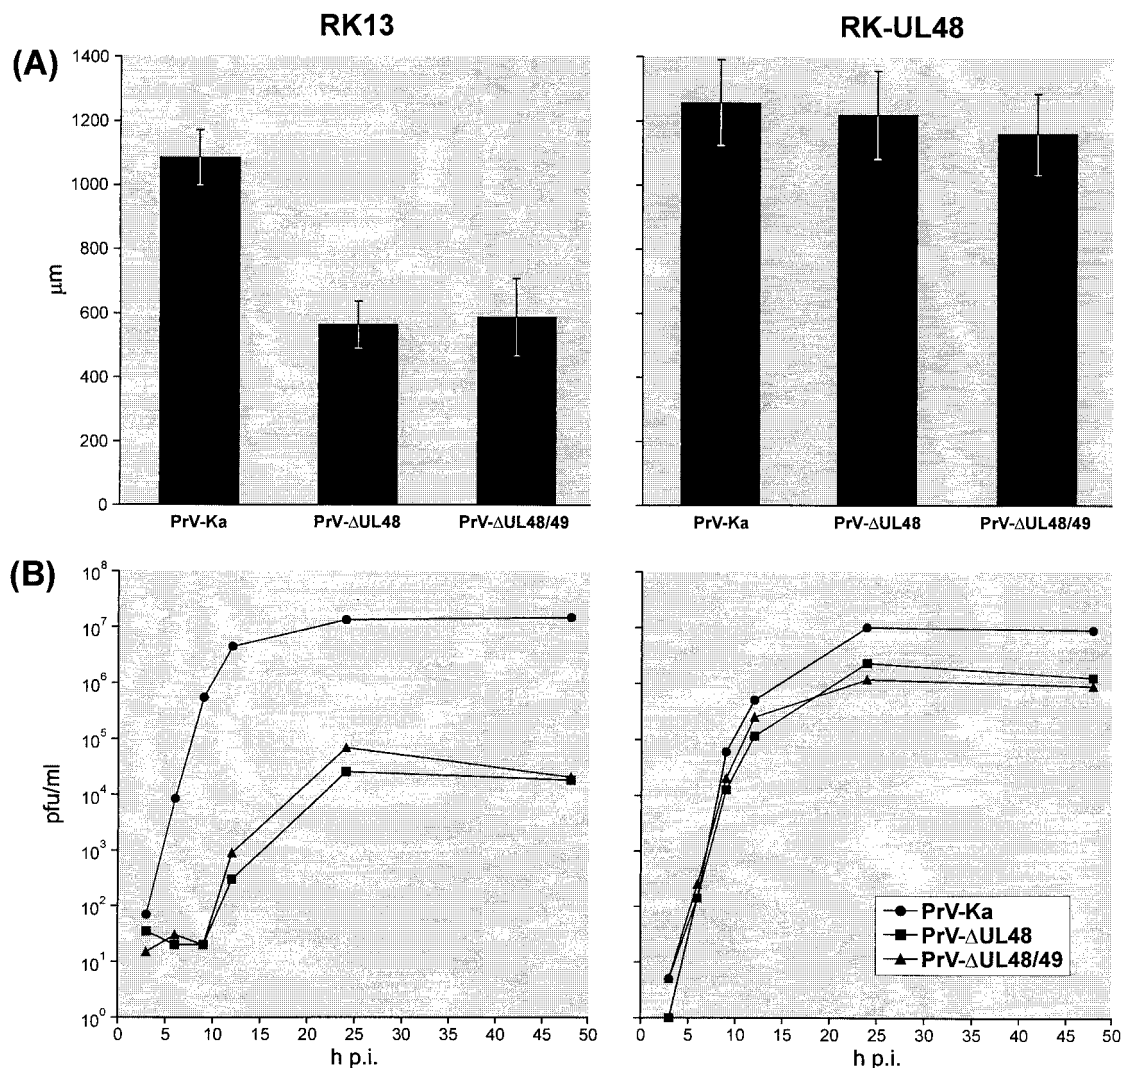 RK13
RK-UL48
(A)
1400
1200
1000
800
600
400
200
0
μm
PrV-Ka
PrV-ΔUL48
PrV-ΔUL48/49
PrV-Ka
PrV-ΔUL48
PrV-ΔUL48/49
(B)
10⁸
10⁷
10⁶
10⁵
10⁴
10³
10²
10¹
10⁰
pfu/ml
0 5 10 15 20 25 30 35 40 45 50
h p.i.
PrV-Ka
PrV-ΔUL48
PrV-ΔUL48/49
0 5 10 15 20 25 30 35 40 45 50
h p.i.